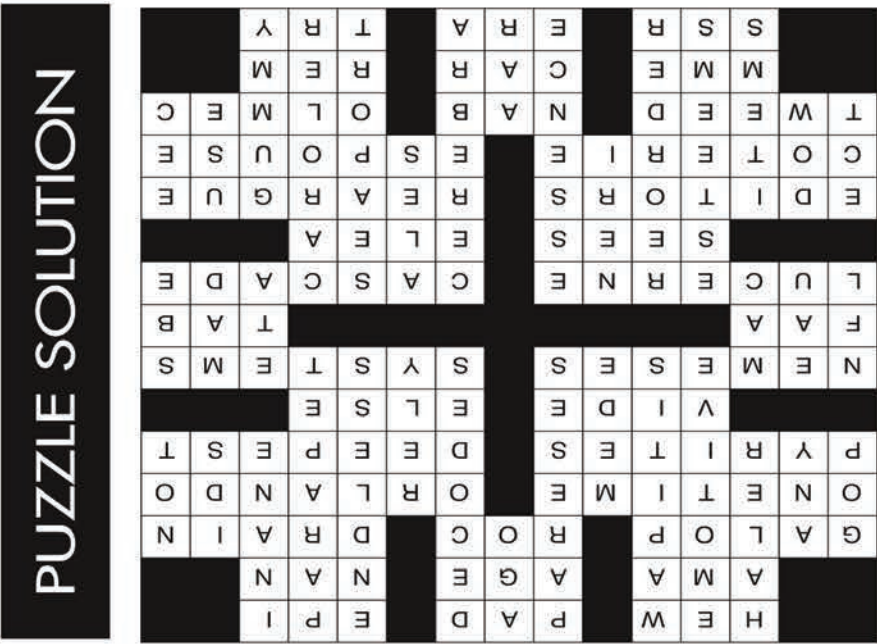 PUZZLE SOLUTION
HEW PAD EPI
AMA AGE NAN
GALOP ROC DRAIN
ONETIME ORLANDO
PYRITES DEEPEST
VIDE ELSE
NEMESES SYSTEMS
FAA TAB
LUCERNE CASCADE
SEES ELEA
EDITORS REARGUE
COTERIE ESPOUSE
TWEED NAB OLMEC
MME CAR REM
SSR ERA TRY